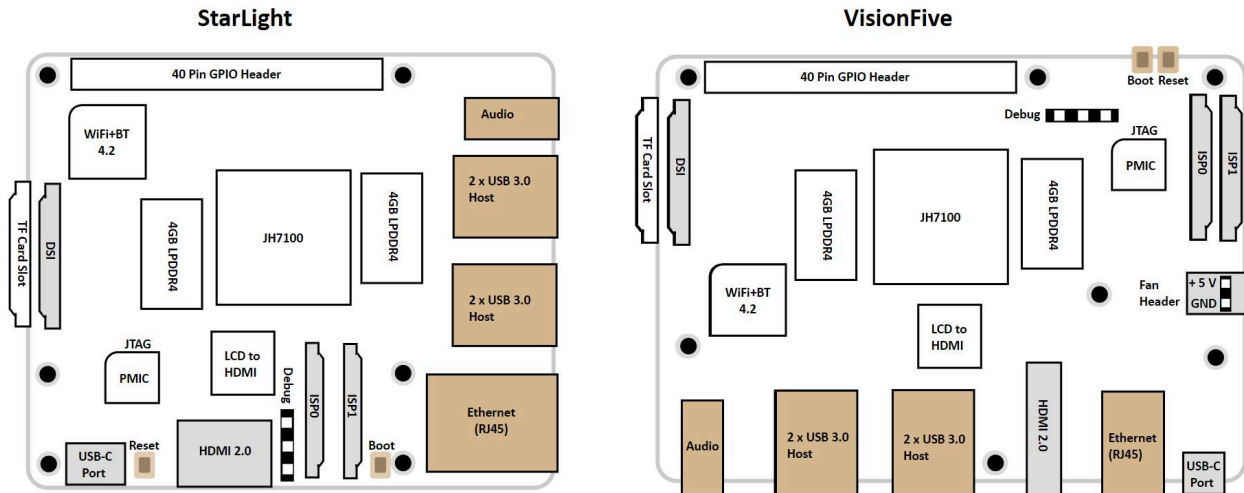 StarLight
40 Pin GPIO Header
WiFi+BT
4.2
Audio
2 x USB 3.0
Host
4GB LPDDR4
JH7100
4GB LPDDR4
TF Card Slot
DSI
2 x USB 3.0
Host
JTAG
PMIC
LCD to
HDMI
Debug
ISP0
ISP1
Ethernet
(RJ45)
USB-C
Port
Reset
HDMI 2.0
Boot
VisionFive
40 Pin GPIO Header
Boot
Reset
Debug
TF Card Slot
DSI
JTAG
PMIC
ISP0
ISP1
4GB LPDDR4
JH7100
4GB LPDDR4
WiFi+BT
4.2
Fan
Header
+ 5 V
GND
LCD to
HDMI
Audio
2 x USB 3.0
Host
2 x USB 3.0
Host
HDMI 2.0
Ethernet
(RJ45)
USB-C
Port